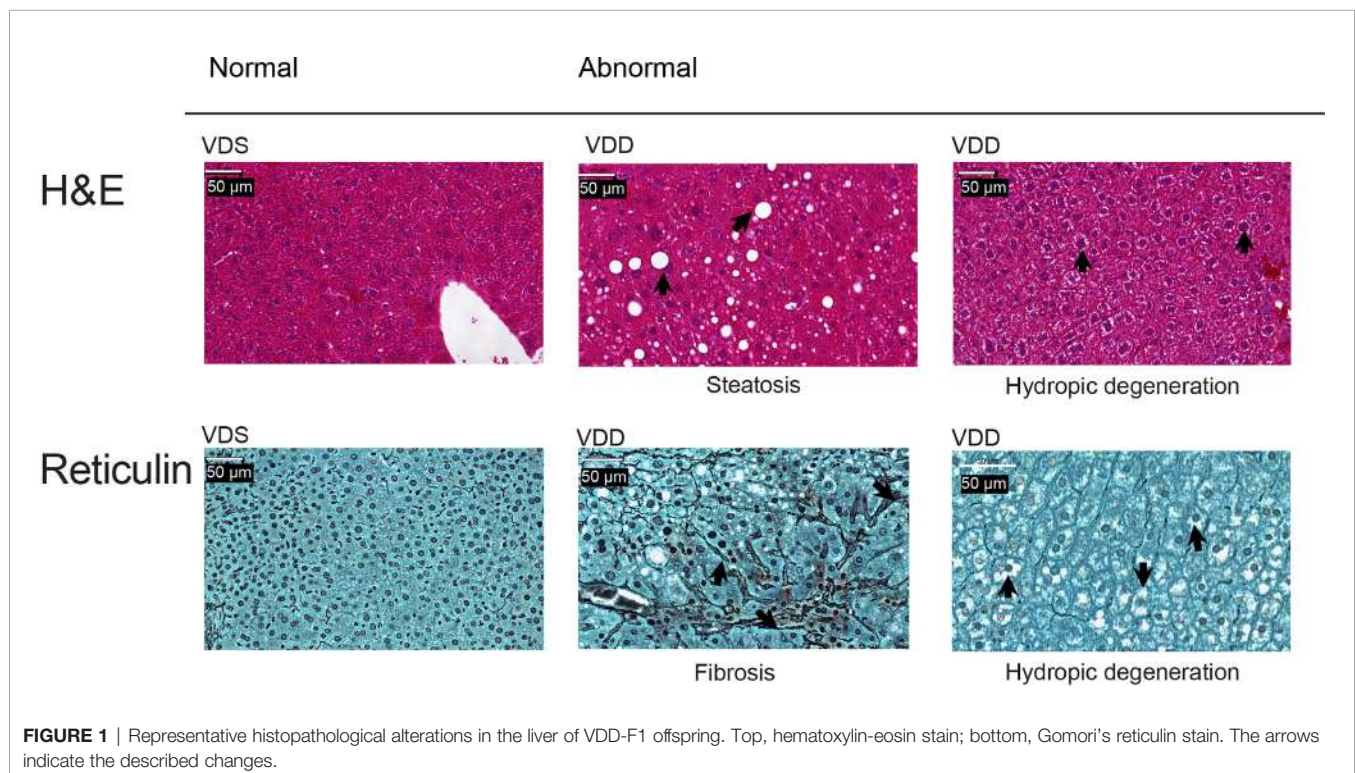 Normal Abnormal
H&E
VDS VDD VDD
50 µm 50 µm 50 µm
Steatosis Hydropic degeneration
Reticulin
VDS VDD VDD
50 µm 50 µm 50 µm
Fibrosis Hydropic degeneration
FIGURE 1 | Representative histopathological alterations in the liver of VDD-F1 offspring. Top, hematoxylin-eosin stain; bottom, Gomori’s reticulin stain. The arrows
indicate the described changes.